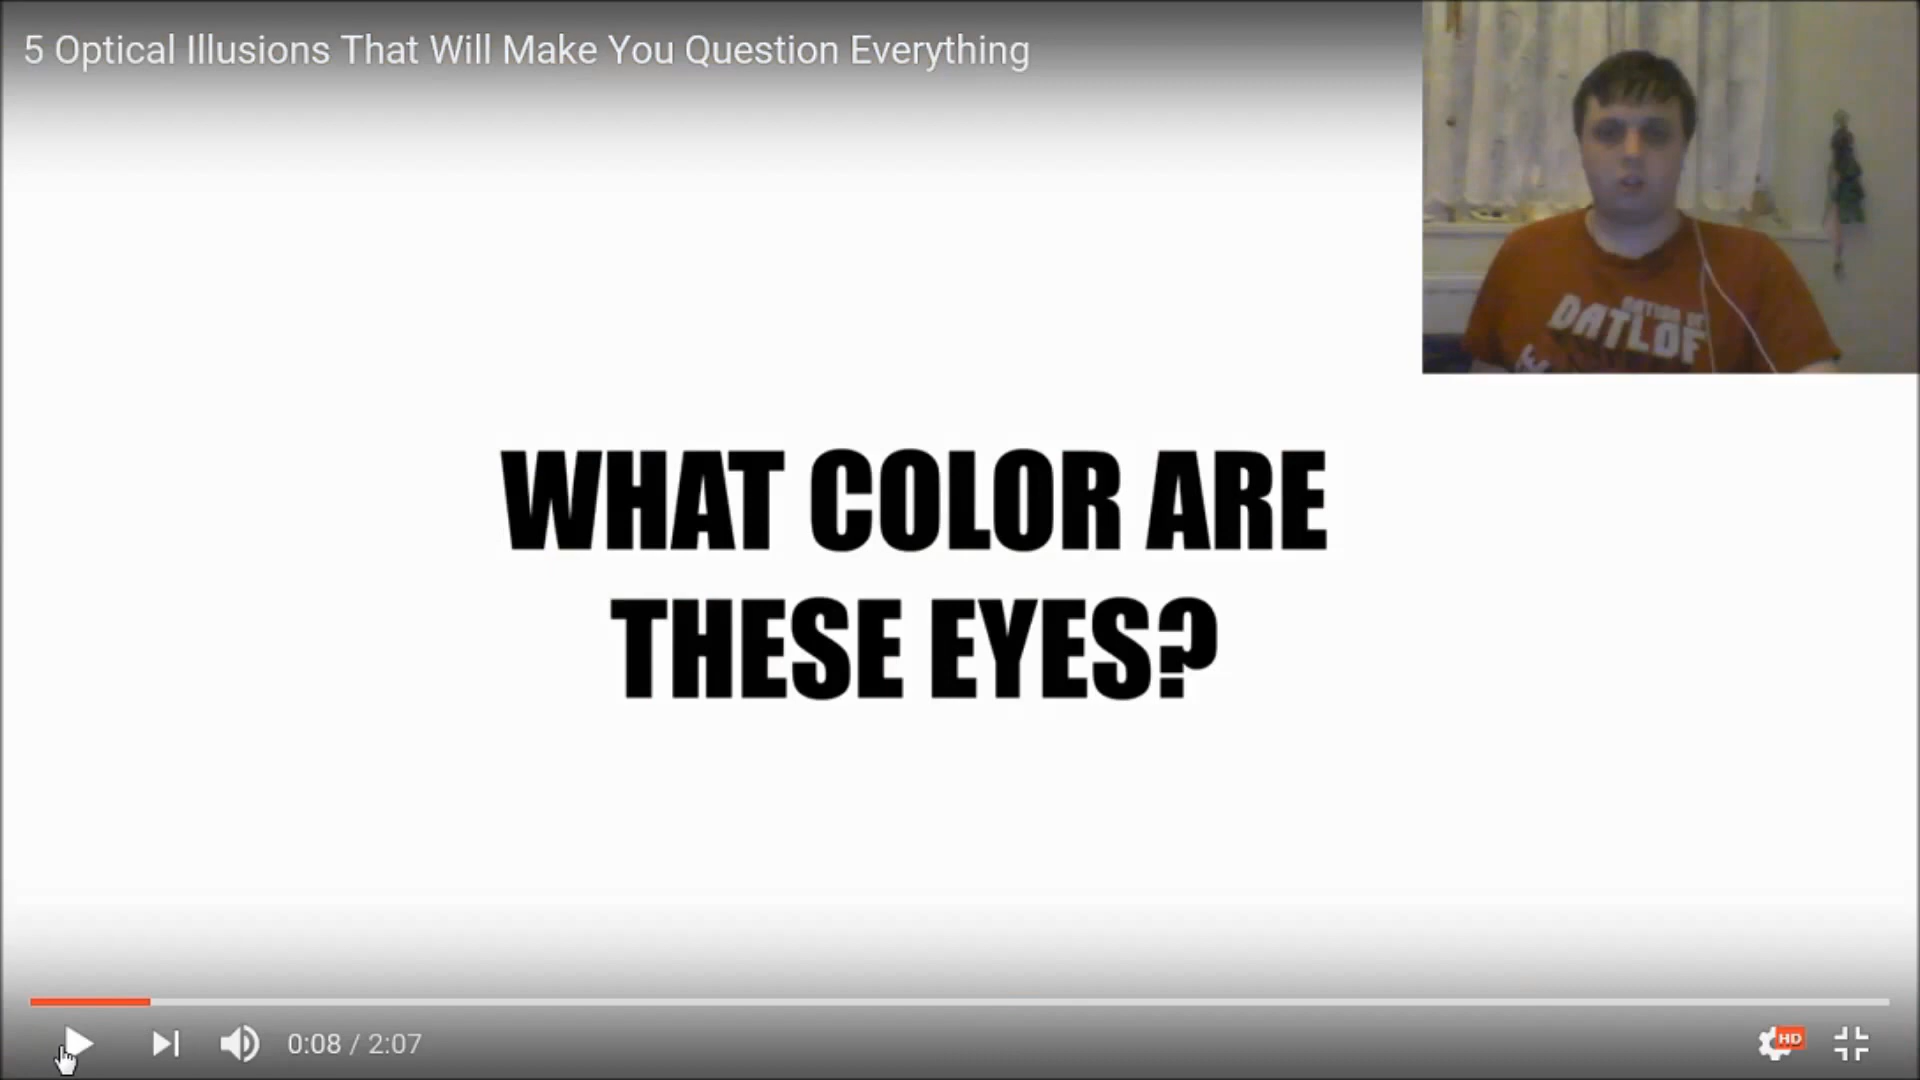 5 Optical Illusions That Will Make You Question Everything
DATLOF
WHAT COLOR ARE
THESE EYES?
0:08 / 2:07
HD